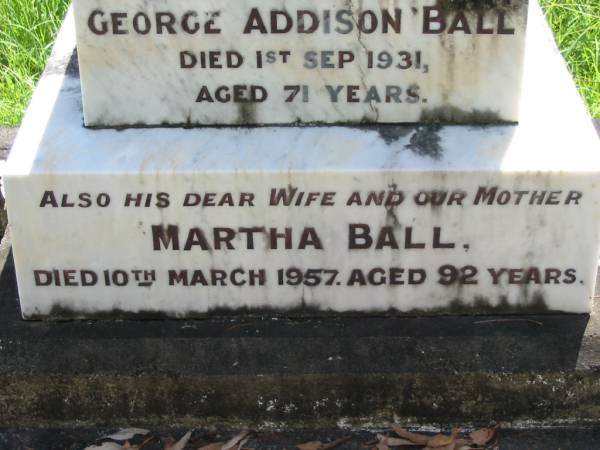 GEORGE ADDISON BALL
DIED 1ST SEP 1931,
AGED 71 YEARS.
ALSO HIS DEAR WIFE AND OUR MOTHER
MARTHA BALL.
DIED 10TH MARCH 1957. AGED 92 YEARS.